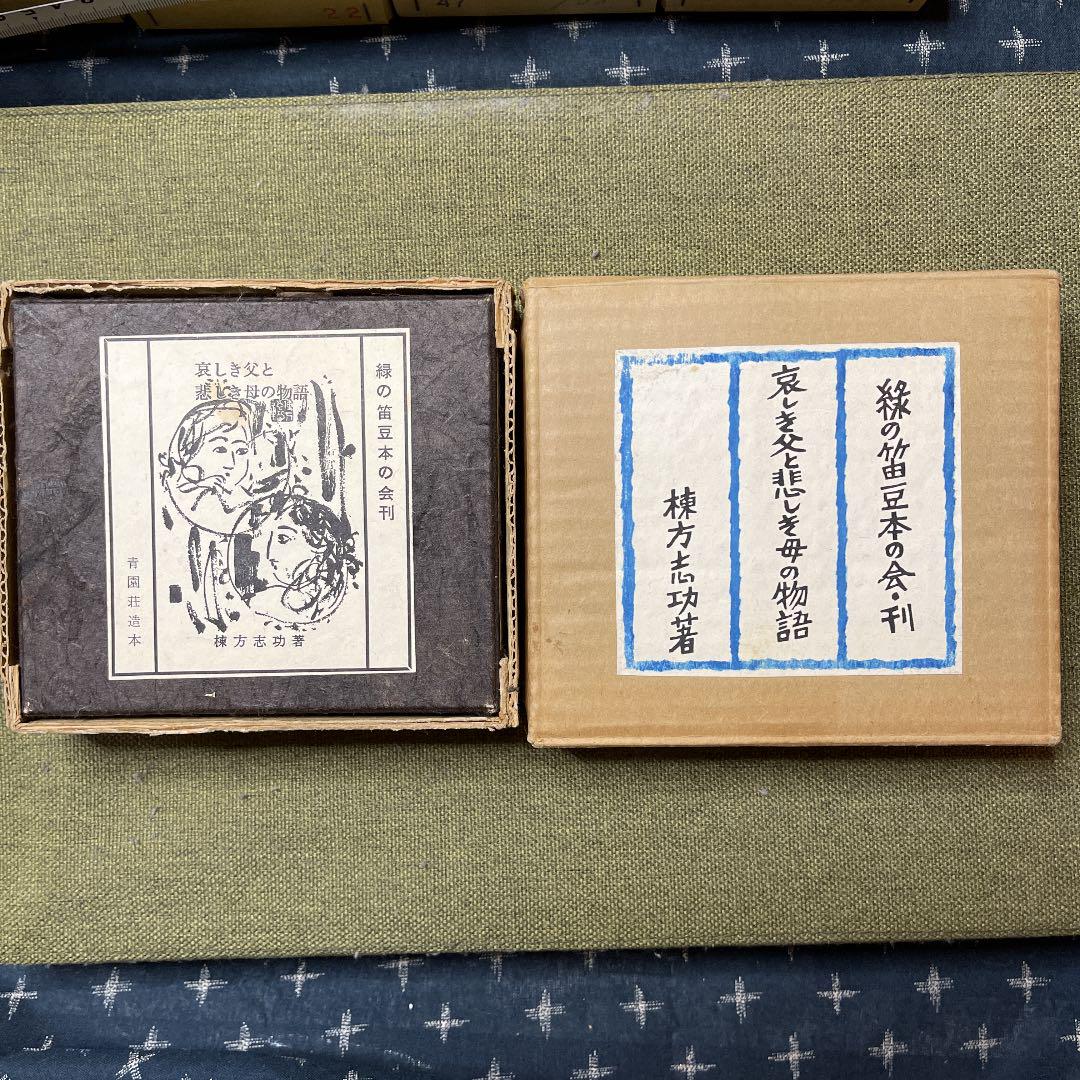 22
47
緑の笛豆本の会刊
哀しき父と
悲しき母の物語
棟方志功著
青園荘造本
緑の笛豆本の会・刊
哀しき父と悲しき母の物語
棟方志功著